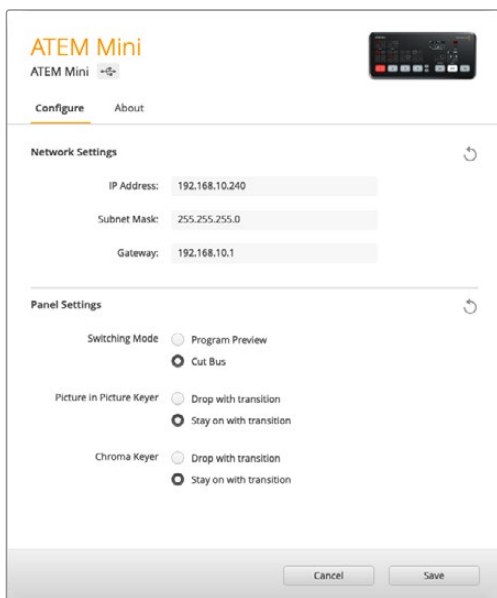 ATEM Mini
ATEM Mini
Configure About
Network Settings
IP Address: 192.168.10.240
Subnet Mask: 255.255.255.0
Gateway: 192.168.10.1
Panel Settings
Switching Mode Program Preview
Cut Bus
Picture in Picture Keyer Drop with transition
Stay on with transition
Chroma Keyer Drop with transition
Stay on with transition
Cancel Save